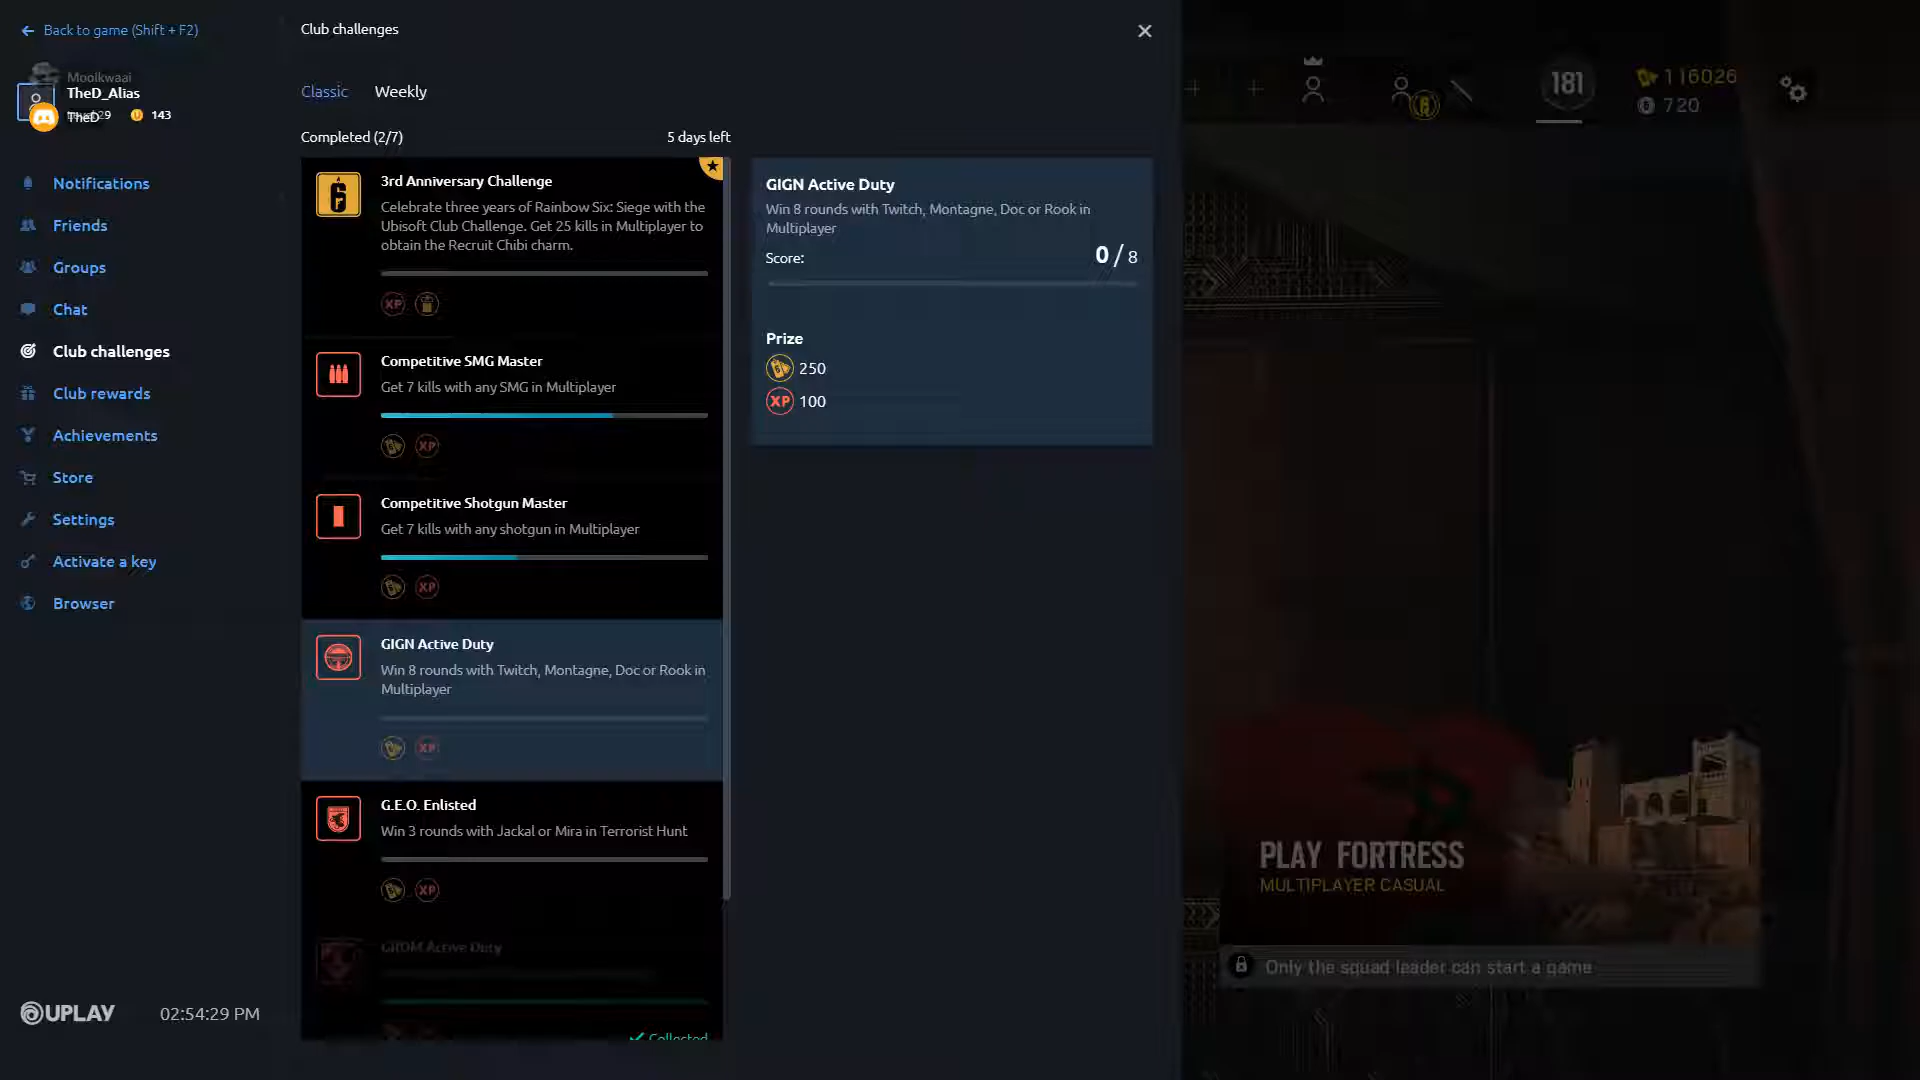 Back to game (Shift + F2)
Moolkwaai
TheD_Alias
TheD
29
143
Notifications
Friends
Groups
Chat
Club challenges
Club rewards
Achievements
Store
Settings
Activate a key
Browser
UPLAY
02:54:29 PM
Club challenges
Classic
Weekly
Completed (2/7)
5 days left
3rd Anniversary Challenge
Celebrate three years of Rainbow Six: Siege with the
Ubisoft Club Challenge. Get 25 kills in Multiplayer to
obtain the Recruit Chibi charm.
XP
Competitive SMG Master
Get 7 kills with any SMG in Multiplayer
XP
Competitive Shotgun Master
Get 7 kills with any shotgun in Multiplayer
XP
GIGN Active Duty
Win 8 rounds with Twitch, Montagne, Doc or Rook in
Multiplayer
XP
G.E.O. Enlisted
Win 3 rounds with Jackal or Mira in Terrorist Hunt
XP
GROM Active Duty
Collected
GIGN Active Duty
Win 8 rounds with Twitch, Montagne, Doc or Rook in
Multiplayer
Score:
0 / 8
Prize
250
XP 100
181
116026
720
PLAY FORTRESS
MULTIPLAYER CASUAL
Only the squad leader can start a game